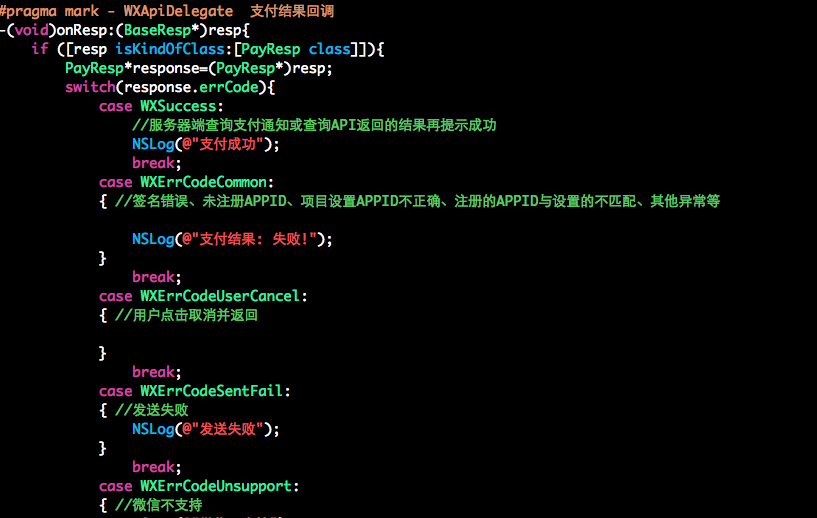 #pragma mark - WXApiDelegate  支付结果回调
-(void)onResp:(BaseResp*)resp{
    if ([resp isKindOfClass:[PayResp class]]){
        PayResp*response=(PayResp*)resp;
        switch(response.errCode){
            case WXSuccess:
                //服务器端查询支付通知或查询API返回的结果再提示成功
                NSLog(@"支付成功");
                break;
            case WXErrCodeCommon:
            { //签名错误、未注册APPID、项目设置APPID不正确、注册的APPID与设置的不匹配、其他异常等
                NSLog(@"支付结果: 失败!");
            }
                break;
            case WXErrCodeUserCancel:
            { //用户点击取消并返回
            }
                break;
            case WXErrCodeSentFail:
            { //发送失败
                NSLog(@"发送失败");
            }
                break;
            case WXErrCodeUnsupport:
            { //微信不支持